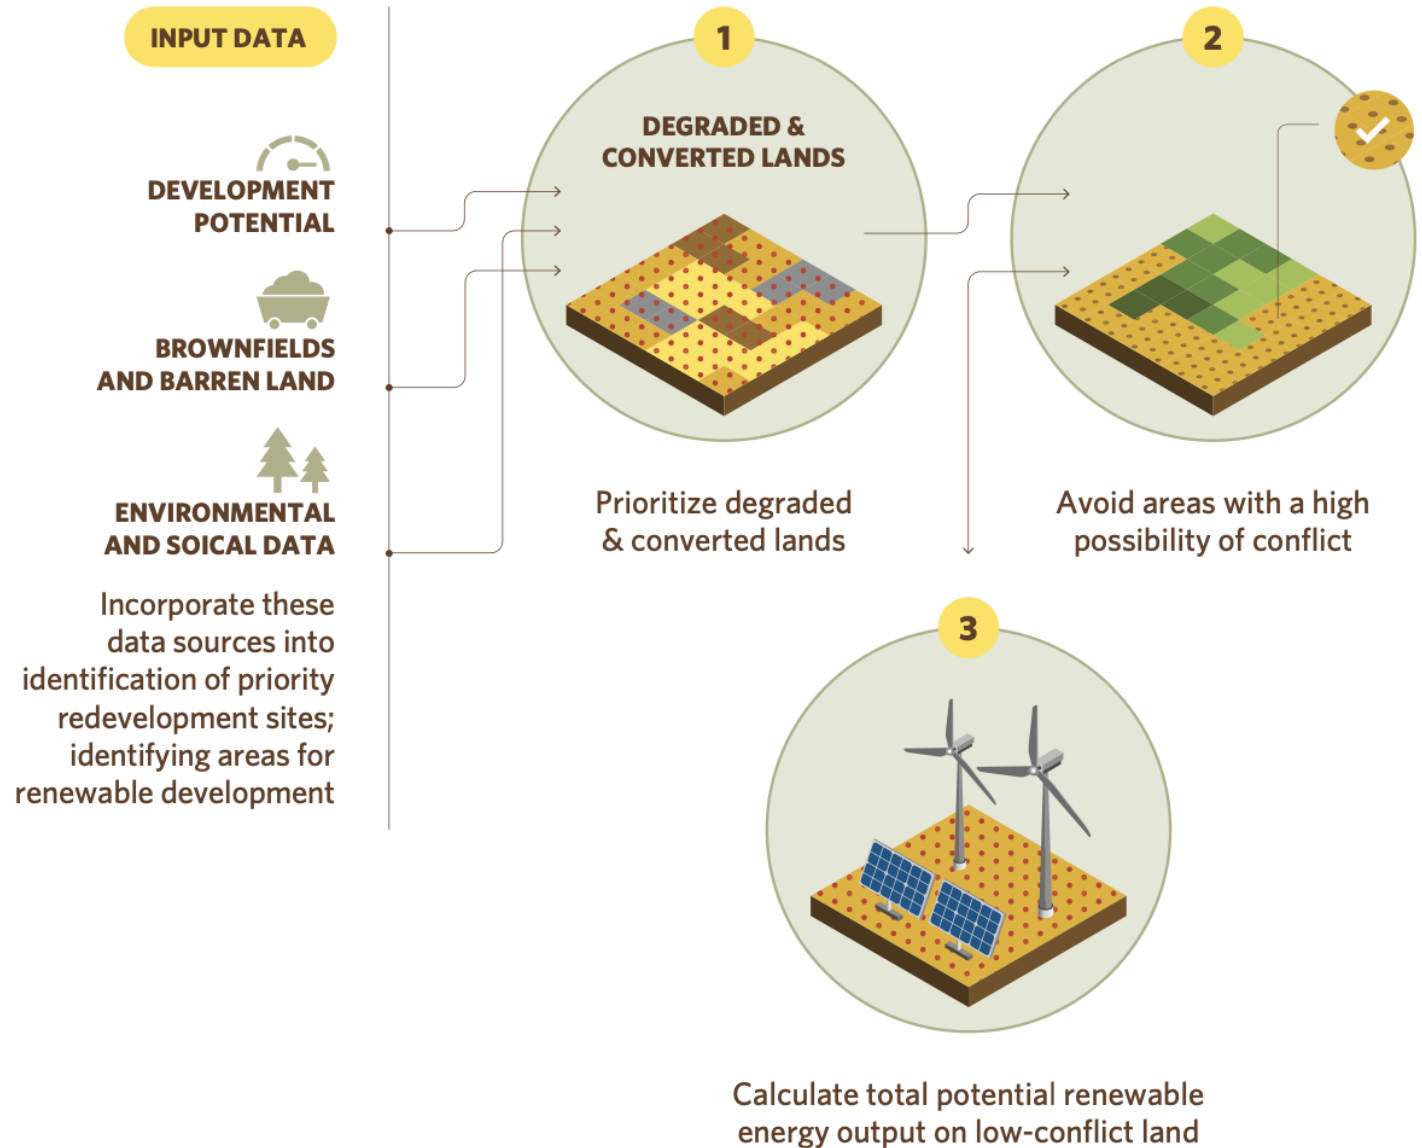 INPUT DATA
DEVELOPMENT
POTENTIAL
BROWNFIELDS
AND BARREN LAND
ENVIRONMENTAL
AND SOICAL DATA
Incorporate these
data sources into
identification of priority
redevelopment sites;
identifying areas for
renewable development
1
DEGRADED &
CONVERTED LANDS
Prioritize degraded
& converted lands
2
Avoid areas with a high
possibility of conflict
3
Calculate total potential renewable
energy output on low-conflict land